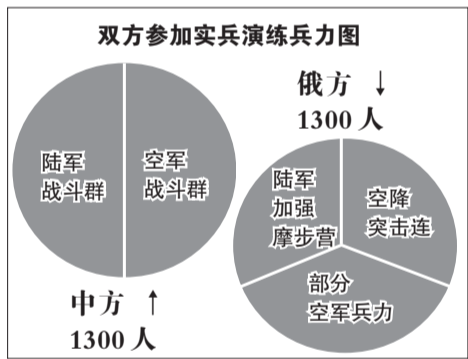 双方参加实兵演练兵力图
陆军
战斗群
空军
战斗群
中方 ↑
1300 人
俄方 ↓
1300 人
陆军
加强
摩步营
空降
突击连
部分
空军兵力